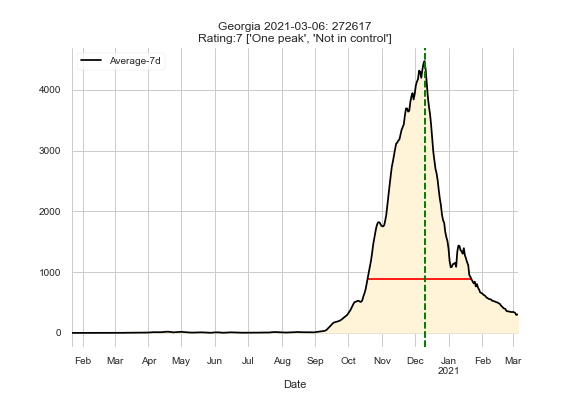 Georgia 2021-03-06: 272617
Rating:7 ['One peak', 'Not in control']
Average-7d
4000
3000
2000
1000
0
Feb Mar Apr May Jun Jul Aug Sep Oct Nov Dec Jan Feb Mar
2021
Date